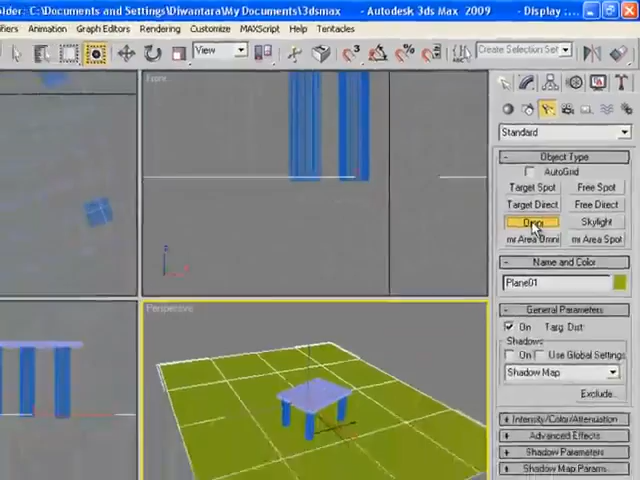 older: C:\Documents and Settings\Diwantara\My Documents\3dsmax - Autodesk 3ds Max 2009 - Display :...
ifiers Animation Graph Editors Rendering Customize MAXScript Help Tentacles
View
Create Selection Set
Front
Standard
Object Type
AutoGrid
Target Spot Free Spot
Target Direct Free Direct
Omni Skylight
mr Area Omni mr Area Spot
Name and Color
Plane01
General Parameters
On Targ. Dist:
Shadows
On Use Global Settings
Shadow Map
Exclude...
Intensity/Color/Attenuation
Advanced Effects
Shadow Parameters
Shadow Map Params
Perspective